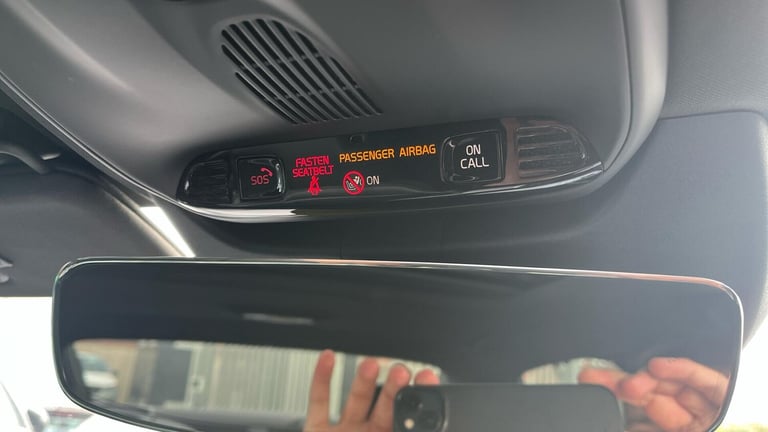 SOS
FASTEN
SEATBELT
PASSENGER AIRBAG
ON
ON
CALL